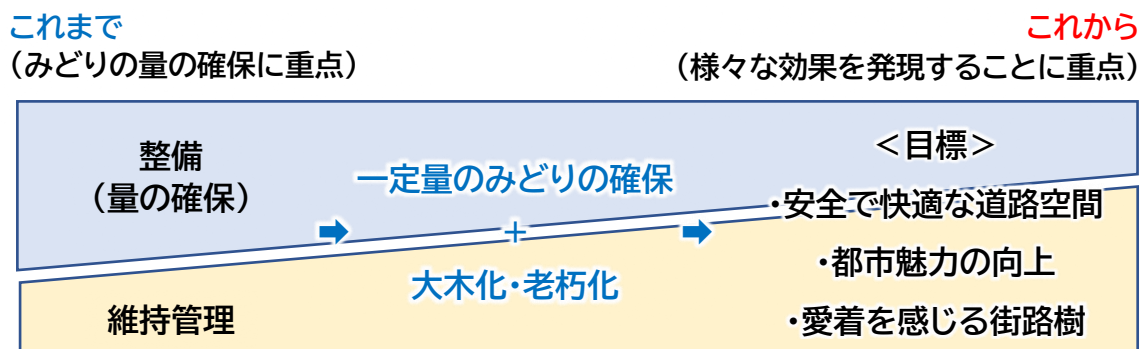 これまで
（みどりの量の確保に重点）
これから
（様々な効果を発現することに重点）
整備
（量の確保）
維持管理
➡
一定量のみどりの確保
＋
大木化・老朽化
➡
＜目標＞
・安全で快適な道路空間
・都市魅力の向上
・愛着を感じる街路樹